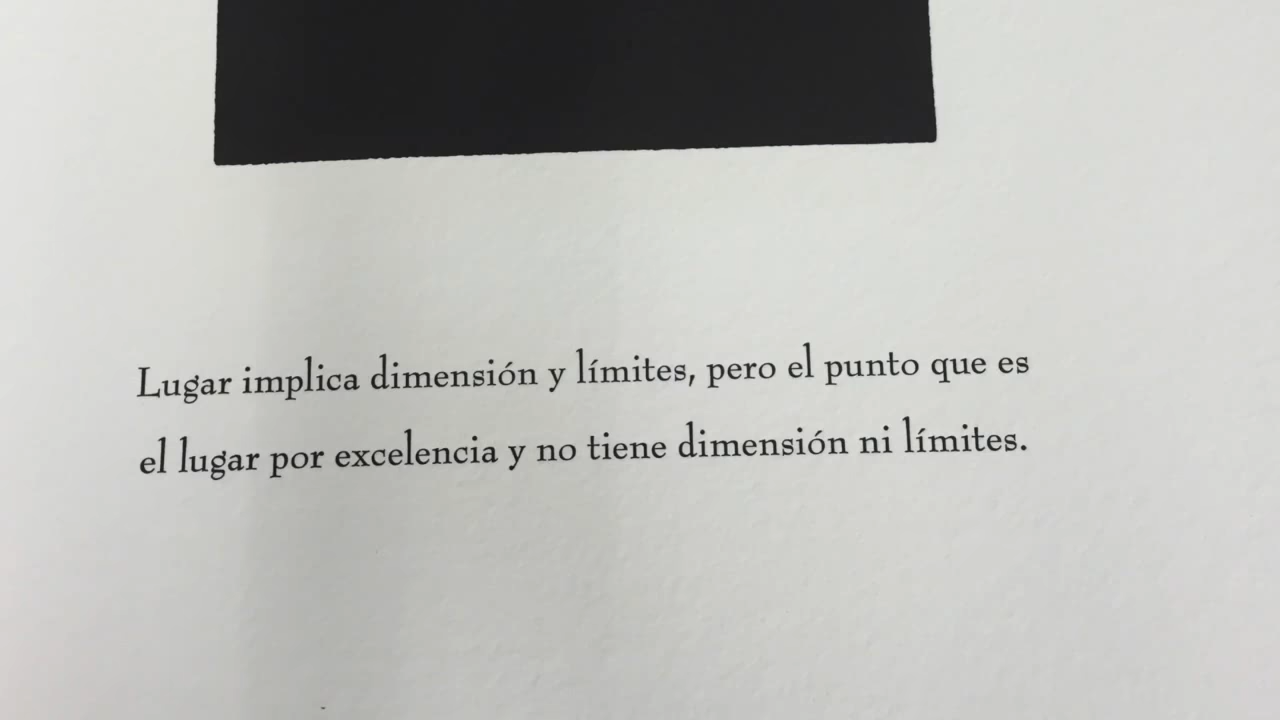 Lugar implica dimensión y límites, pero el punto que es
el lugar por excelencia y no tiene dimensión ni límites.